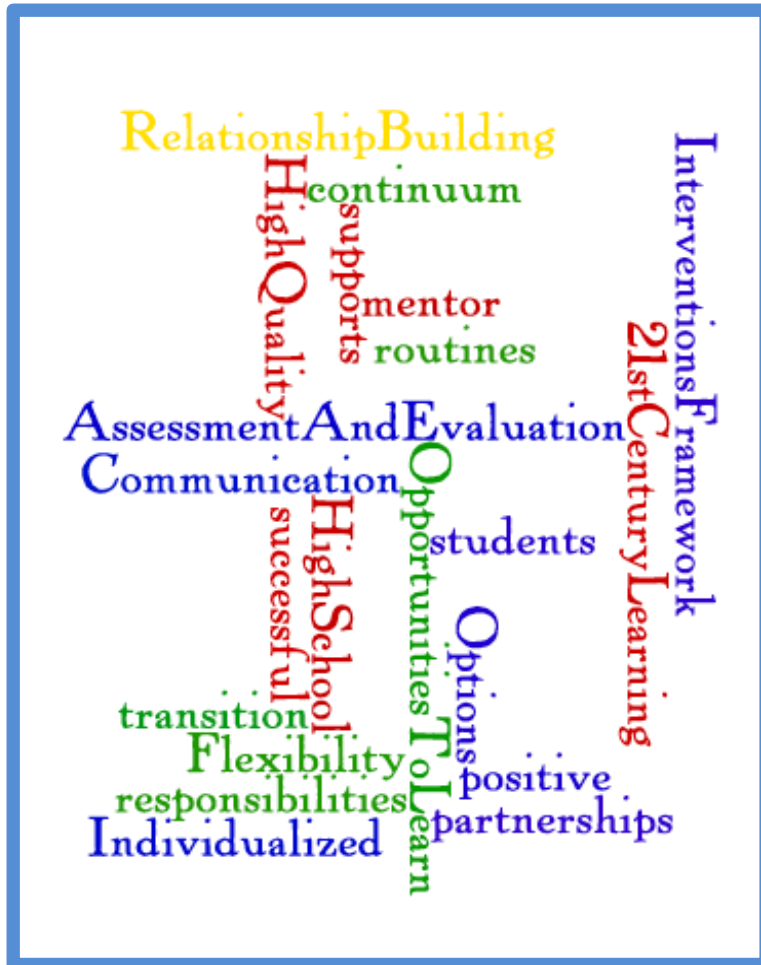 RelationshipBuilding
HighQuality
continuum
supports
InterventionsFramework
mentor
21stCenturyLearning
routines
AssessmentAndEvaluation
Communication
OpportunitiesToLearn
HighSchool
successful
students
Options
transition
Flexibility
positive
responsibilities
partnerships
Individualized